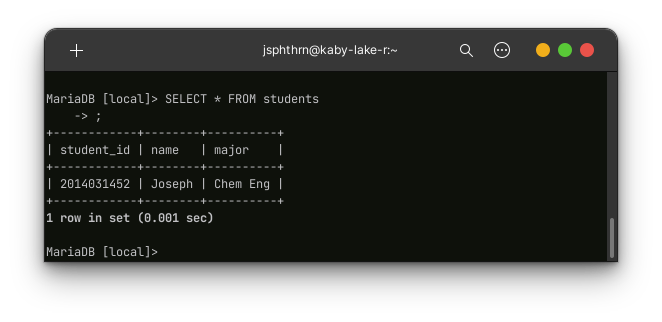 jsphthrn@kaby-lake-r:~
MariaDB [local]> SELECT * FROM students
    -> ;
+------------+--------+----------+
| student_id | name   | major    |
+------------+--------+----------+
| 2014031452 | Joseph | Chem Eng |
+------------+--------+----------+
1 row in set (0.001 sec)
MariaDB [local]>